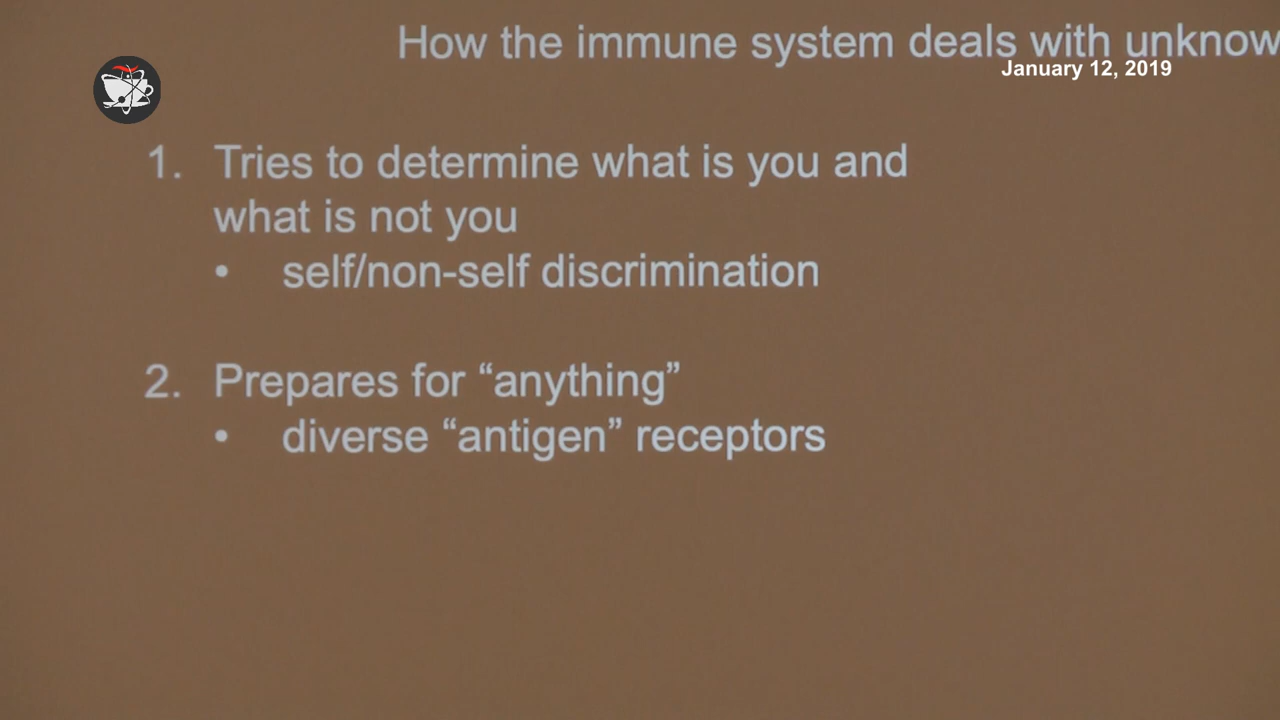 How the immune system deals with unknow
January 12, 2019
1. Tries to determine what is you and
what is not you
• self/non-self discrimination
2. Prepares for “anything”
• diverse “antigen” receptors